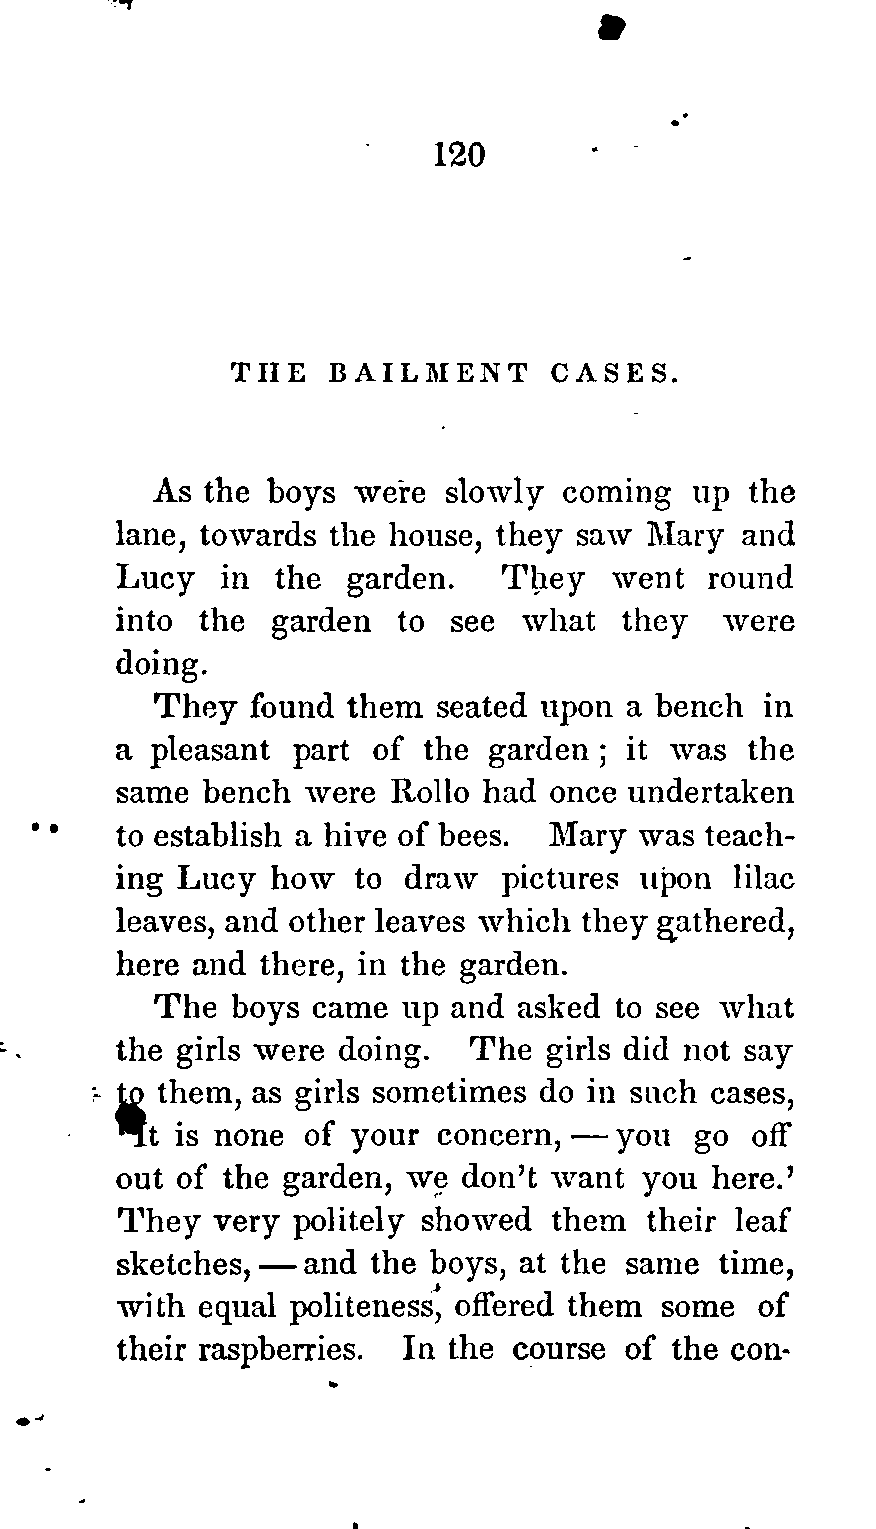 120
THE BAILMENT CASES.
As the boys were slowly coming up the
lane, towards the house, they saw Mary and
Lucy in the garden. They went round
into the garden to see what they were
doing.
They found them seated upon a bench in
a pleasant part of the garden; it was the
same bench were Rollo had once undertaken
to establish a hive of bees. Mary was teach-
ing Lucy how to draw pictures upon lilac
leaves, and other leaves which they gathered,
here and there, in the garden.
The boys came up and asked to see what
the girls were doing. The girls did not say
to them, as girls sometimes do in such cases,
'It is none of your concern, — you go off
out of the garden, we don't want you here.'
They very politely showed them their leaf
sketches, — and the boys, at the same time,
with equal politeness, offered them some of
their raspberries. In the course of the con-